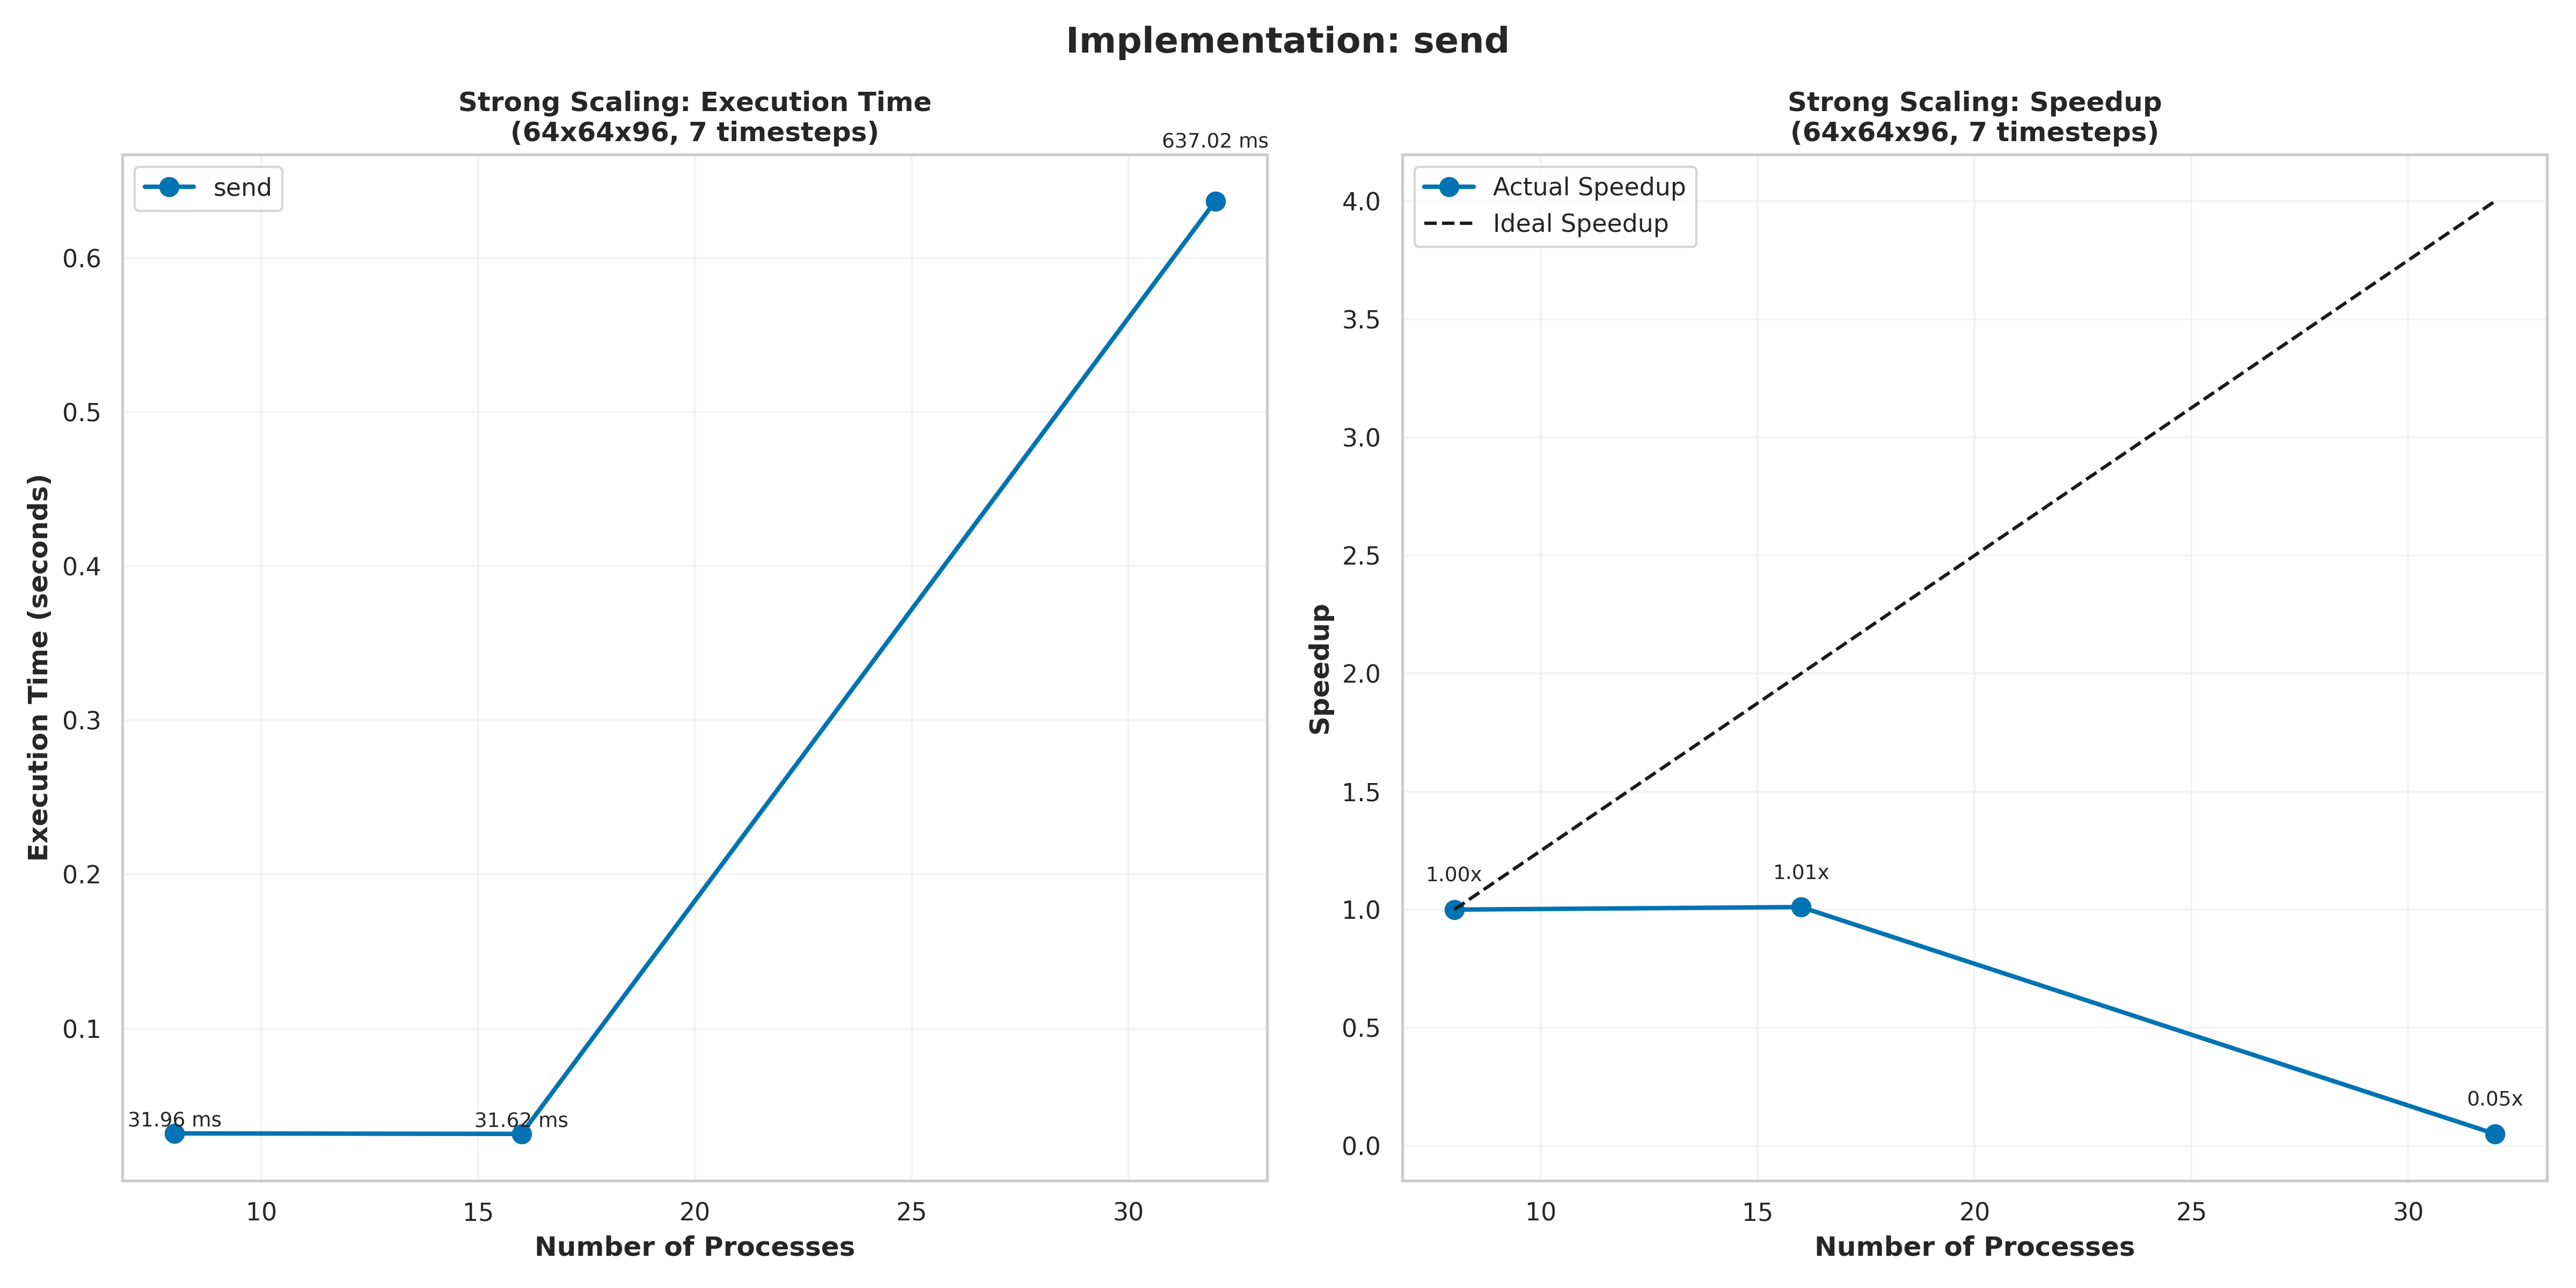 Implementation: send
Strong Scaling: Execution Time
(64x64x96, 7 timesteps)
637.02 ms
send
0.6
0.5
0.4
0.3
0.2
0.1
Execution Time (seconds)
31.96 ms
31.62 ms
10 15 20 25 30
Number of Processes
Strong Scaling: Speedup
(64x64x96, 7 timesteps)
Actual Speedup
Ideal Speedup
4.0
3.5
3.0
2.5
2.0
1.5
1.0
0.5
0.0
Speedup
1.00x
1.01x
0.05x
10 15 20 25 30
Number of Processes